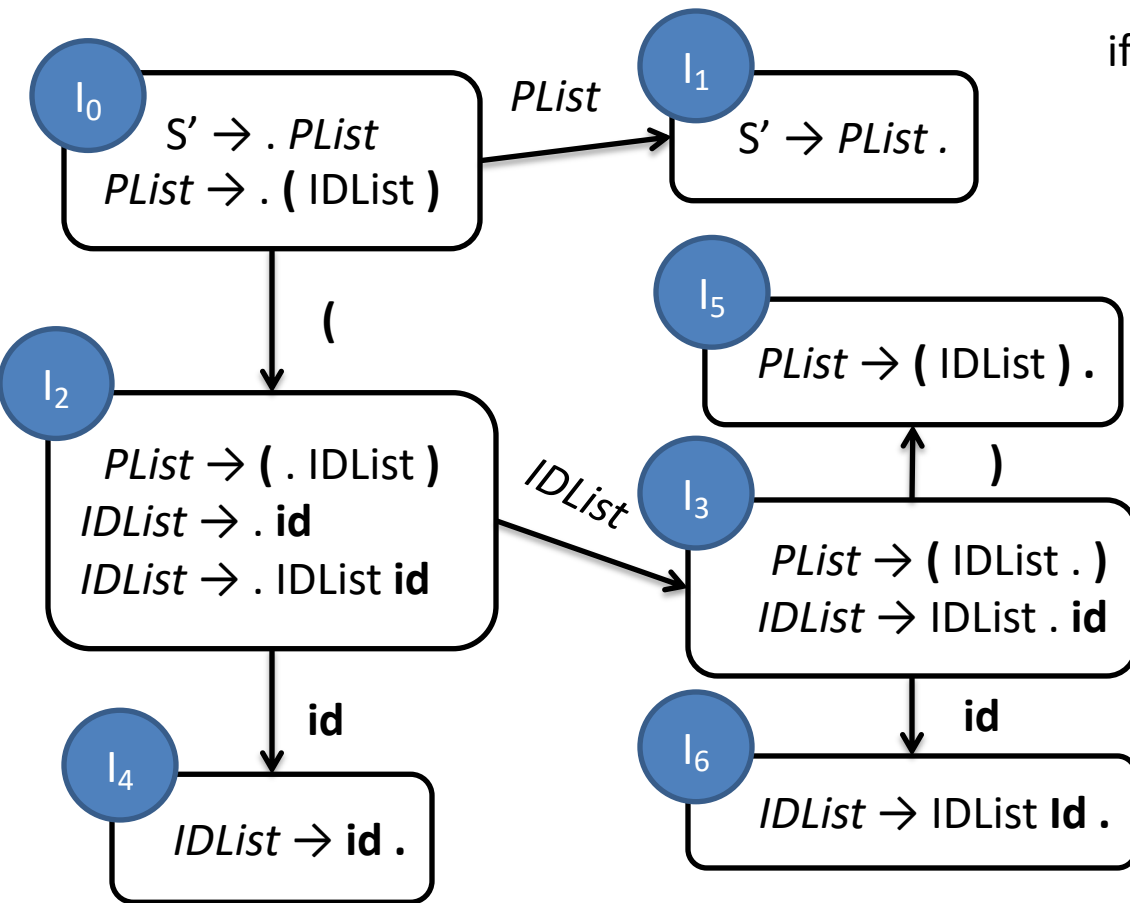 I0
S’ → . PList
PList → . ( IDList )
PList
I1
S’ → PList .
if
(
I2
PList → ( . IDList )
IDList → . id
IDList → . IDList id
IDList
I5
PList → ( IDList ) .
)
I3
PList → ( IDList . )
IDList → IDList . id
id
I4
IDList → id .
id
I6
IDList → IDList Id .